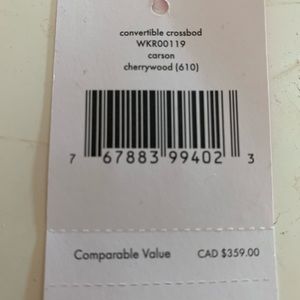 convertible crossbod
WKR00119
carson
cherrywood (610)
7 67883 99402 3
Comparable Value CAD $359.00